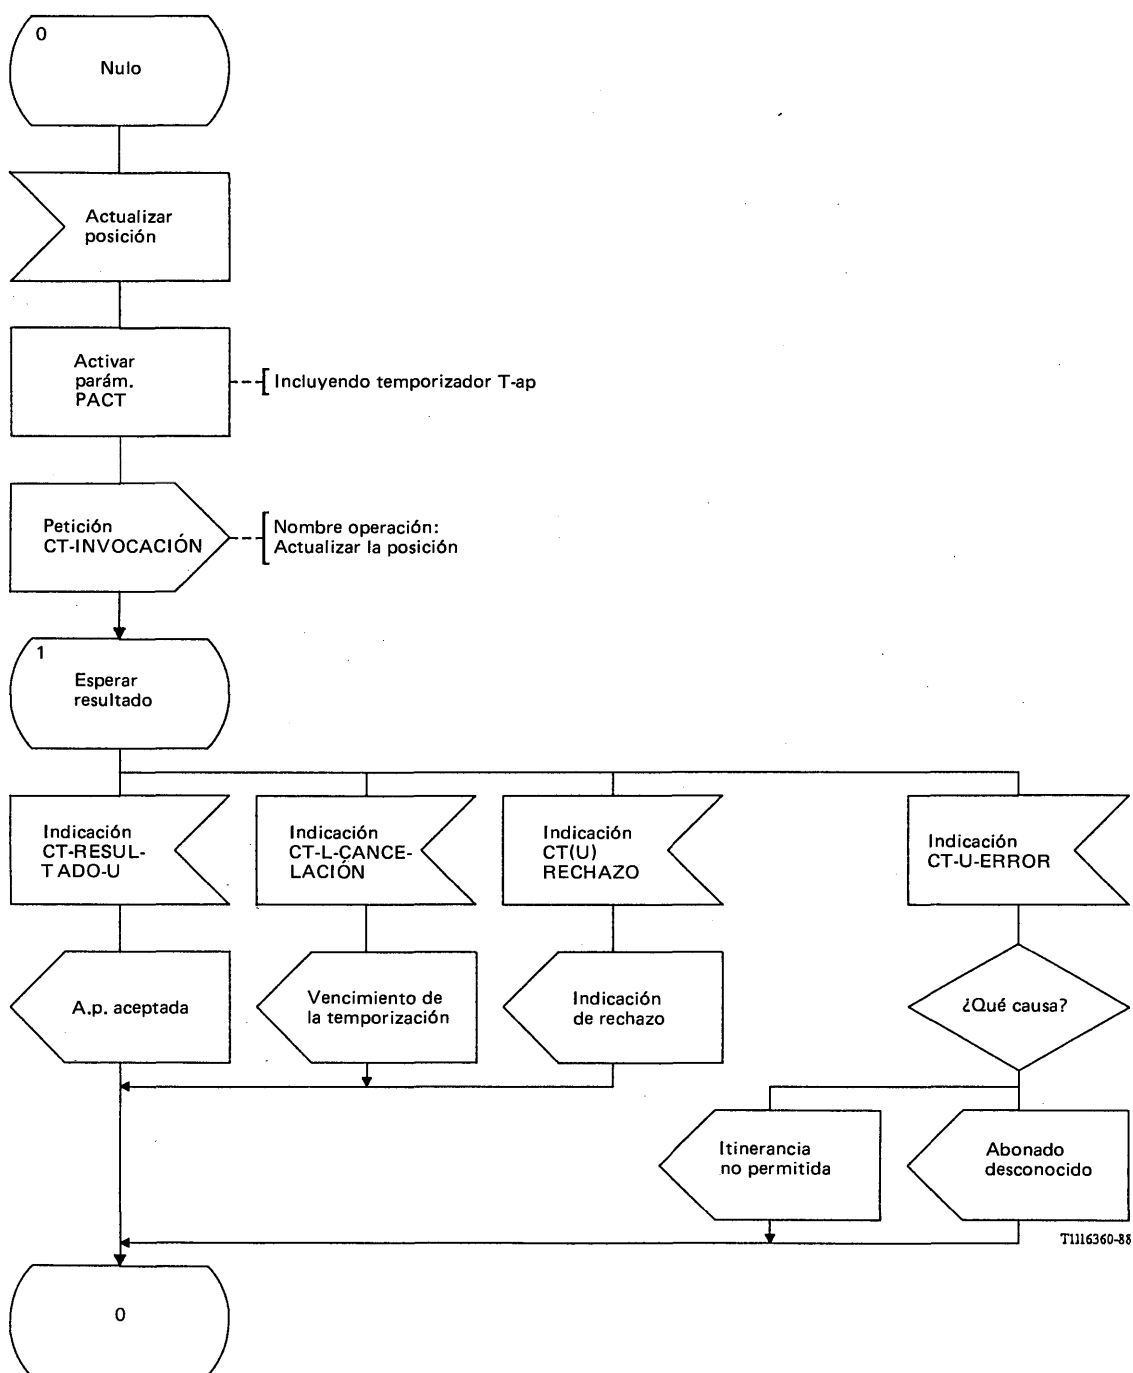 0
Nulo
Actualizar
posición
Activar
parám.
PACT
Incluyendo temporizador T-ap
Petición
CT-INVOCACIÓN
Nombre operación:
Actualizar la posición
1
Esperar
resultado
Indicación
CT-RESUL-
TADO-U
Indicación
CT-L-CANCE-
LACIÓN
Indicación
CT(U)
RECHAZO
Indicación
CT-U-ERROR
A.p. aceptada
Vencimiento de
la temporización
Indicación
de rechazo
¿Qué causa?
Itinerancia
no permitida
Abonado
desconocido
T1116360-88
0